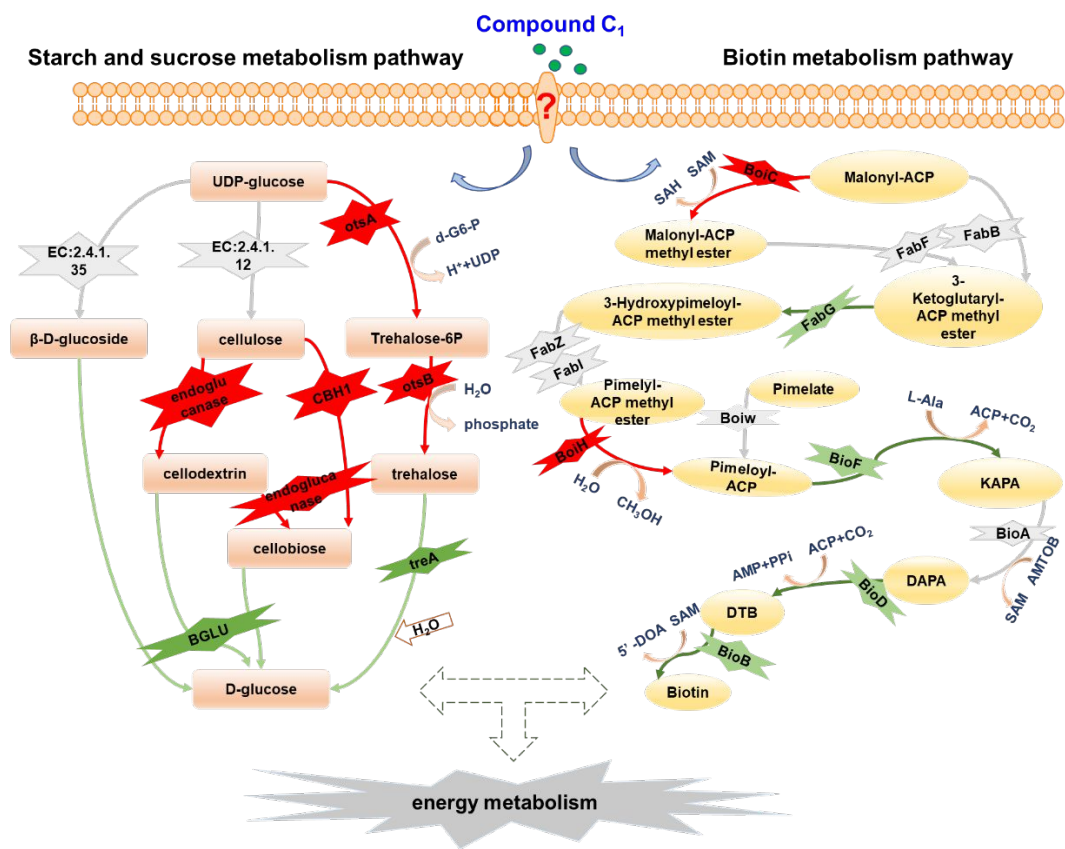 Compound C1
Starch and sucrose metabolism pathway
Biotin metabolism pathway
?
UDP-glucose
otsA
d-G6-P
H⁺+UDP
EC:2.4.1.
35
EC:2.4.1.
12
β-D-glucoside
cellulose
Trehalose-6P
endoglu
canase
CBH1
otsB
H2O
phosphate
cellodextrin
endogluca
nase
trehalose
cellobiose
treA
BGLU
H2O
D-glucose
SAH
SAM
BoiC
Malonyl-ACP
Malonyl-ACP
methyl ester
FabF
FabB
3-Hydroxypimeloyl-
ACP methyl ester
FabG
3-
Ketoglutaryl-
ACP methyl
ester
FabZ
FabI
Pimelyl-
ACP methyl
ester
Pimelate
Boiw
BoiH
H2O
CH3OH
Pimeloyl-
ACP
BioF
L-Ala
ACP+CO2
KAPA
BioA
SAM
AMTOB
DAPA
BioD
AMP+PPi
ACP+CO2
DTB
5' -DOA
SAM
BioB
Biotin
energy metabolism